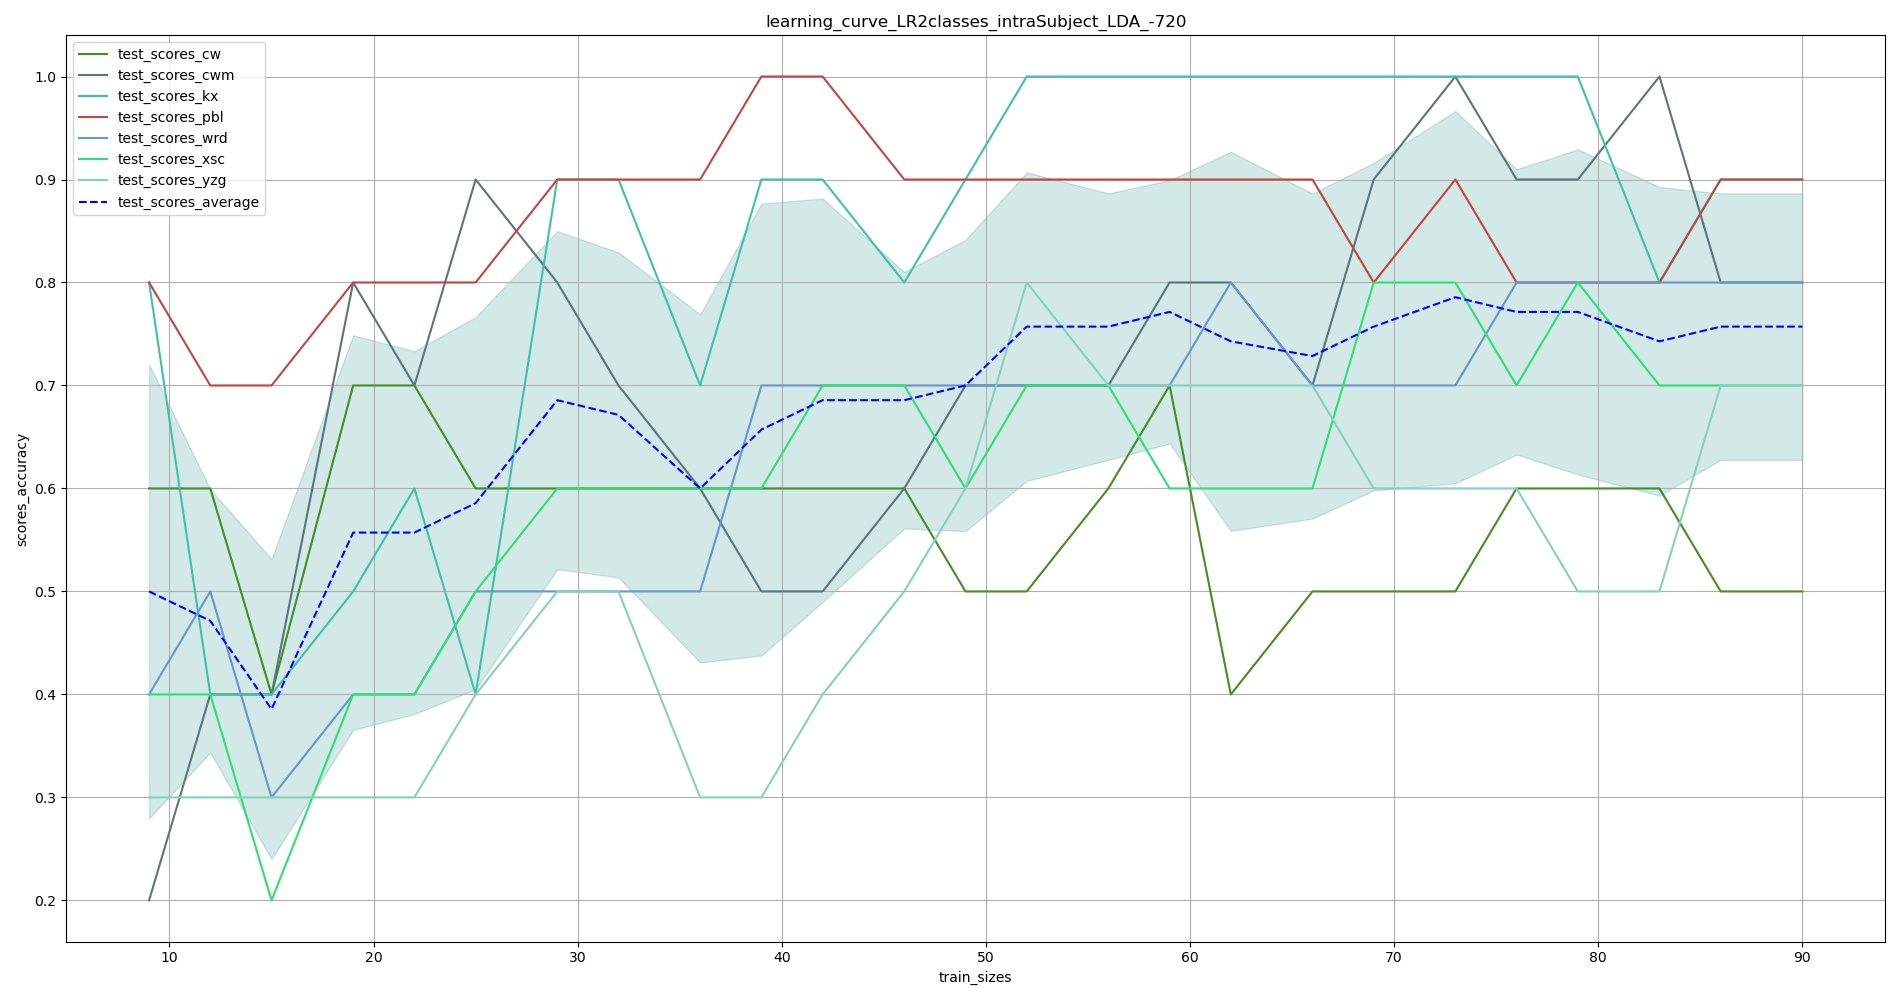 learning_curve_LR2classes_intraSubject_LDA_-720
test_scores_cw
test_scores_cwm
test_scores_kx
test_scores_pbl
test_scores_wrd
test_scores_xsc
test_scores_yzg
test_scores_average
scores_accuracy
1.0
0.9
0.8
0.7
0.6
0.5
0.4
0.3
0.2
10 20 30 40 50 60 70 80 90
train_sizes